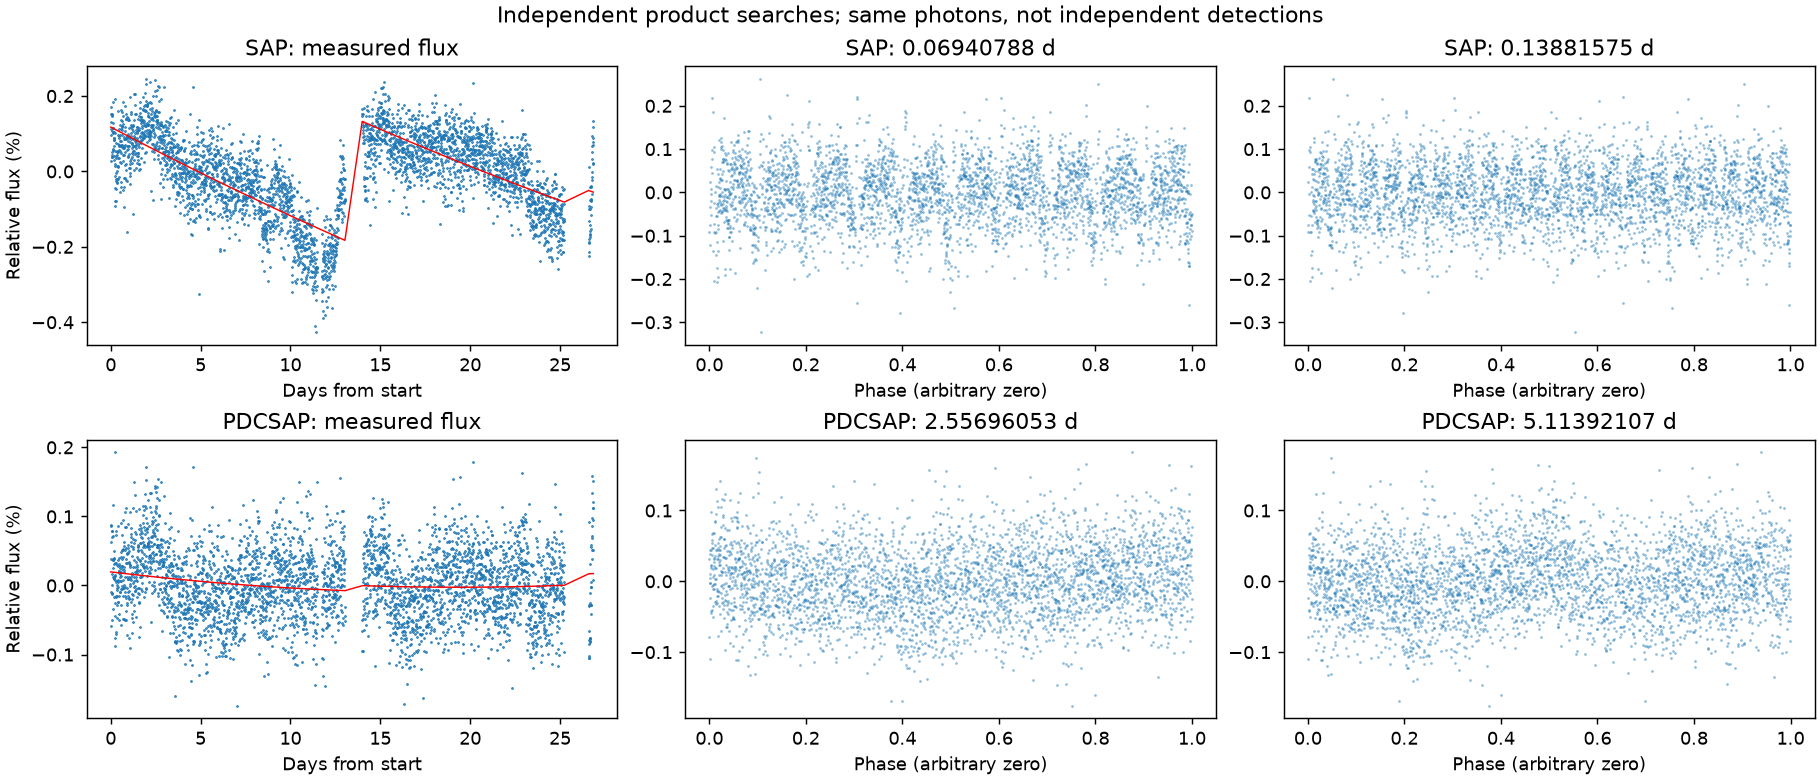 Independent product searches; same photons, not independent detections
SAP: measured flux
SAP: 0.06940788 d
SAP: 0.13881575 d
Relative flux (%)
0.2
0.0
−0.2
−0.4
0 5 10 15 20 25
Days from start
0.2
0.1
0.0
−0.1
−0.2
−0.3
0.0 0.2 0.4 0.6 0.8 1.0
Phase (arbitrary zero)
0.2
0.1
0.0
−0.1
−0.2
−0.3
0.0 0.2 0.4 0.6 0.8 1.0
Phase (arbitrary zero)
PDCSAP: measured flux
PDCSAP: 2.55696053 d
PDCSAP: 5.11392107 d
Relative flux (%)
0.2
0.1
0.0
−0.1
0 5 10 15 20 25
Days from start
0.1
0.0
−0.1
0.0 0.2 0.4 0.6 0.8 1.0
Phase (arbitrary zero)
0.1
0.0
−0.1
0.0 0.2 0.4 0.6 0.8 1.0
Phase (arbitrary zero)